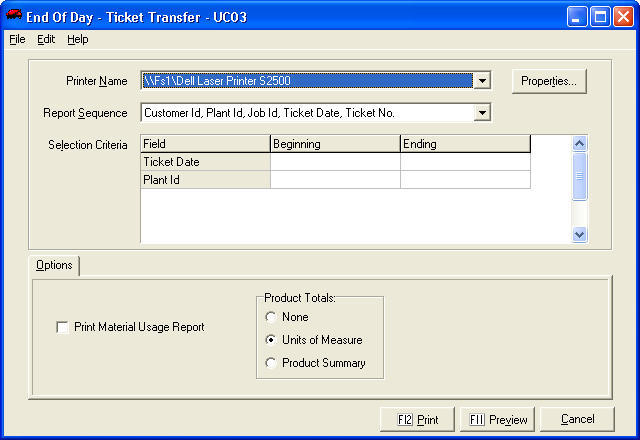 End Of Day - Ticket Transfer - UC03
File Edit Help
Printer Name \\Fs1\Dell Laser Printer S2500 Properties...
Report Sequence Customer Id, Plant Id, Job Id, Ticket Date, Ticket No.
Selection Criteria Field Beginning Ending
Ticket Date
Plant Id
Options
Product Totals:
None
Print Material Usage Report Units of Measure
Product Summary
F12 Print F11 Preview Cancel